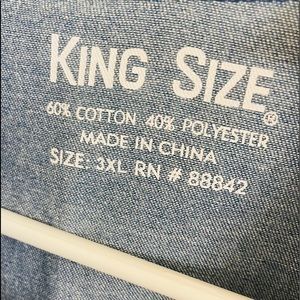 KING SIZE®
60% COTTON 40% POLYESTER
MADE IN CHINA
SIZE: 3XL RN # 88842